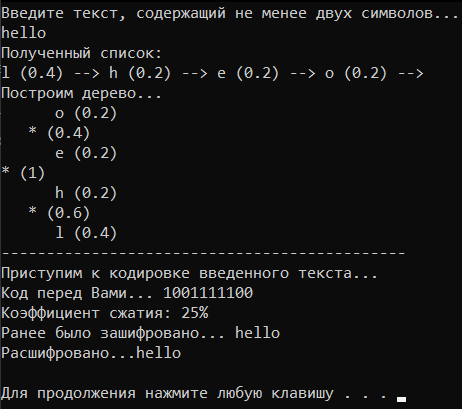 Введите текст, содержащий не менее двух символов...
hello
Полученный список:
l (0.4) --> h (0.2) --> e (0.2) --> o (0.2) -->
Построим дерево...
o (0.2)
* (0.4)
e (0.2)
* (1)
h (0.2)
* (0.6)
l (0.4)
---------------------------------------------
Приступим к кодировке введенного текста...
Код перед Вами... 1001111100
Коэффициент сжатия: 25%
Ранее было зашифровано... hello
Расшифровано...hello
Для продолжения нажмите любую клавишу . . .